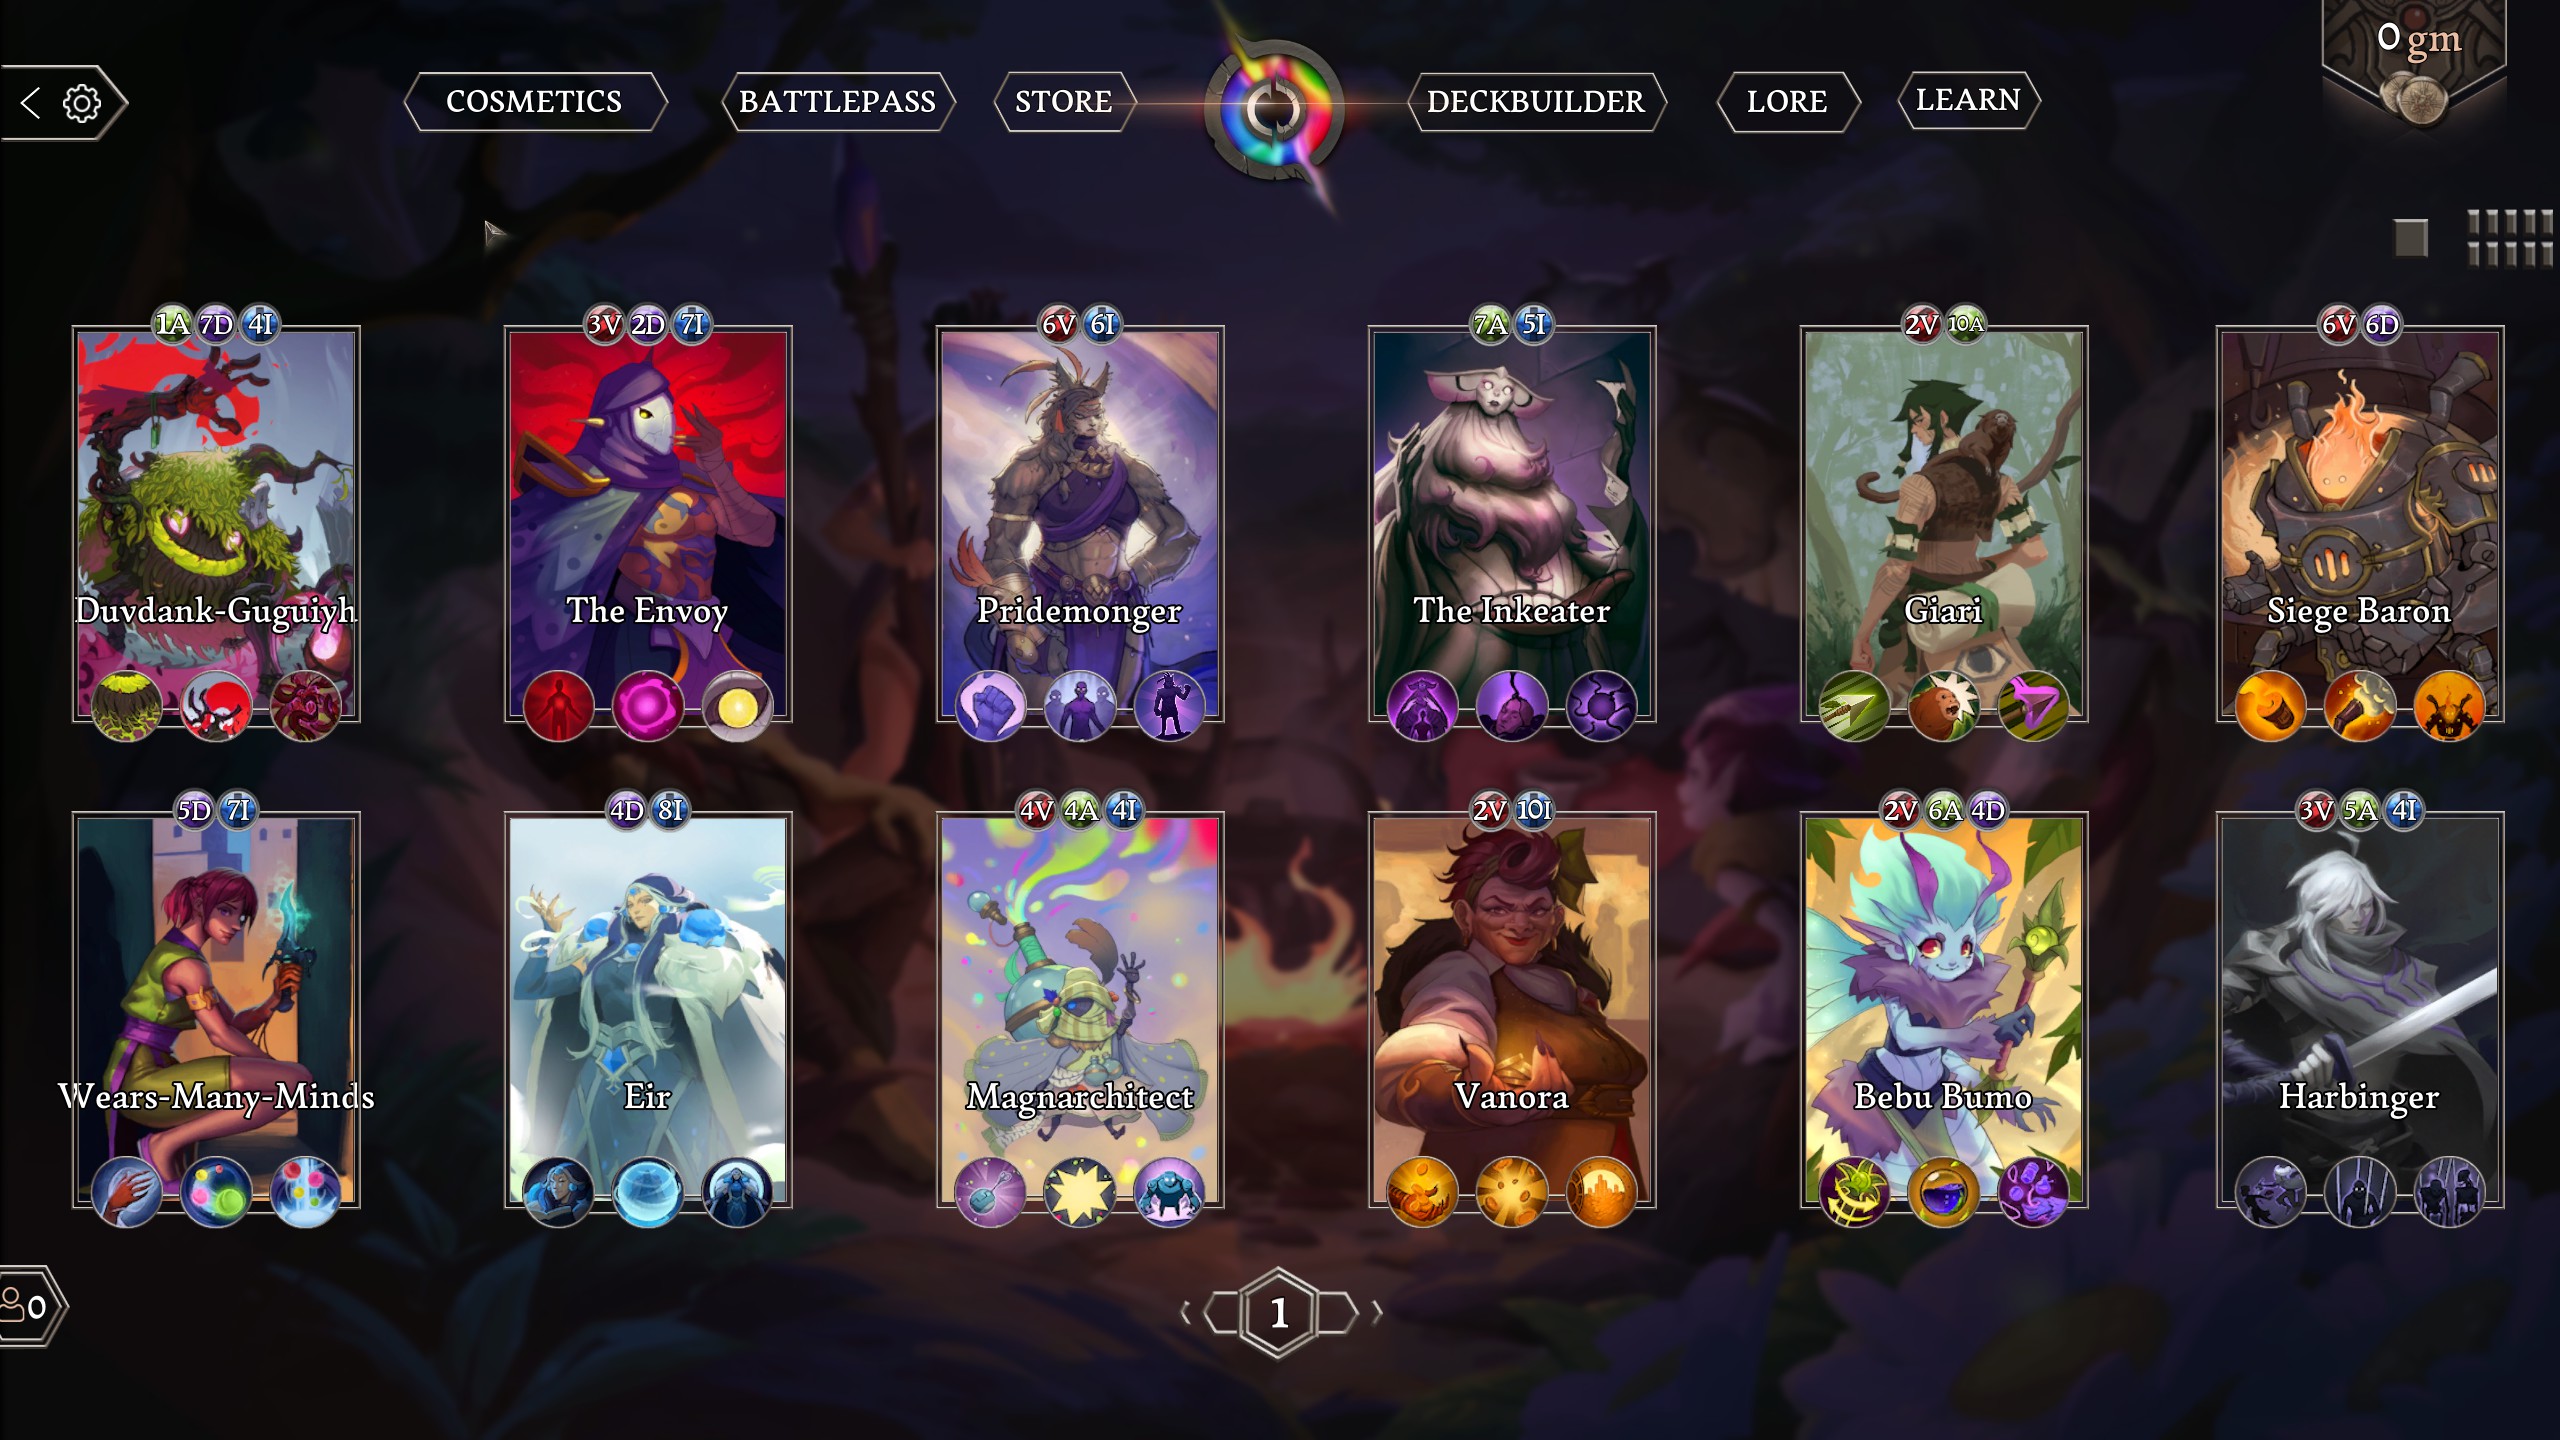 COSMETICS BATTLEPASS STORE DECKBUILDER LORE LEARN 0 gm
1A 7D 4I 3V 2D 7I 6V 6I 7A 5I 2V 10A 6V 6D
Duvdank-Guguiyh The Envoy Pridemonger The Inkeater Giari Siege Baron
5D 7I 4D 8I 4V 4A 4I 2V 10I 2V 6A 4D 3V 5A 4I
Wears-Many-Minds Eir Magnarchitect Vanora Bebu Bumo Harbinger
0 1